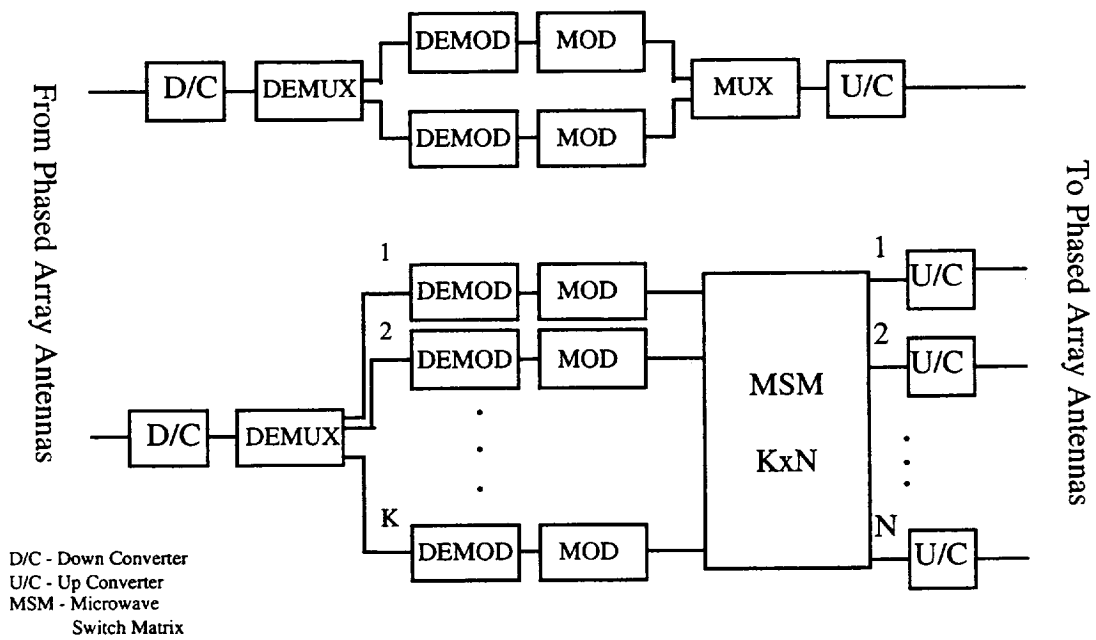 From Phased Array Antennas
D/C
DEMUX
DEMOD
MOD
DEMOD
MOD
MUX
U/C
To Phased Array Antennas
D/C
DEMUX
1
DEMOD
MOD
2
DEMOD
MOD
K
DEMOD
MOD
MSM
KxN
1
U/C
2
U/C
N
U/C
D/C - Down Converter
U/C - Up Converter
MSM - Microwave
Switch Matrix